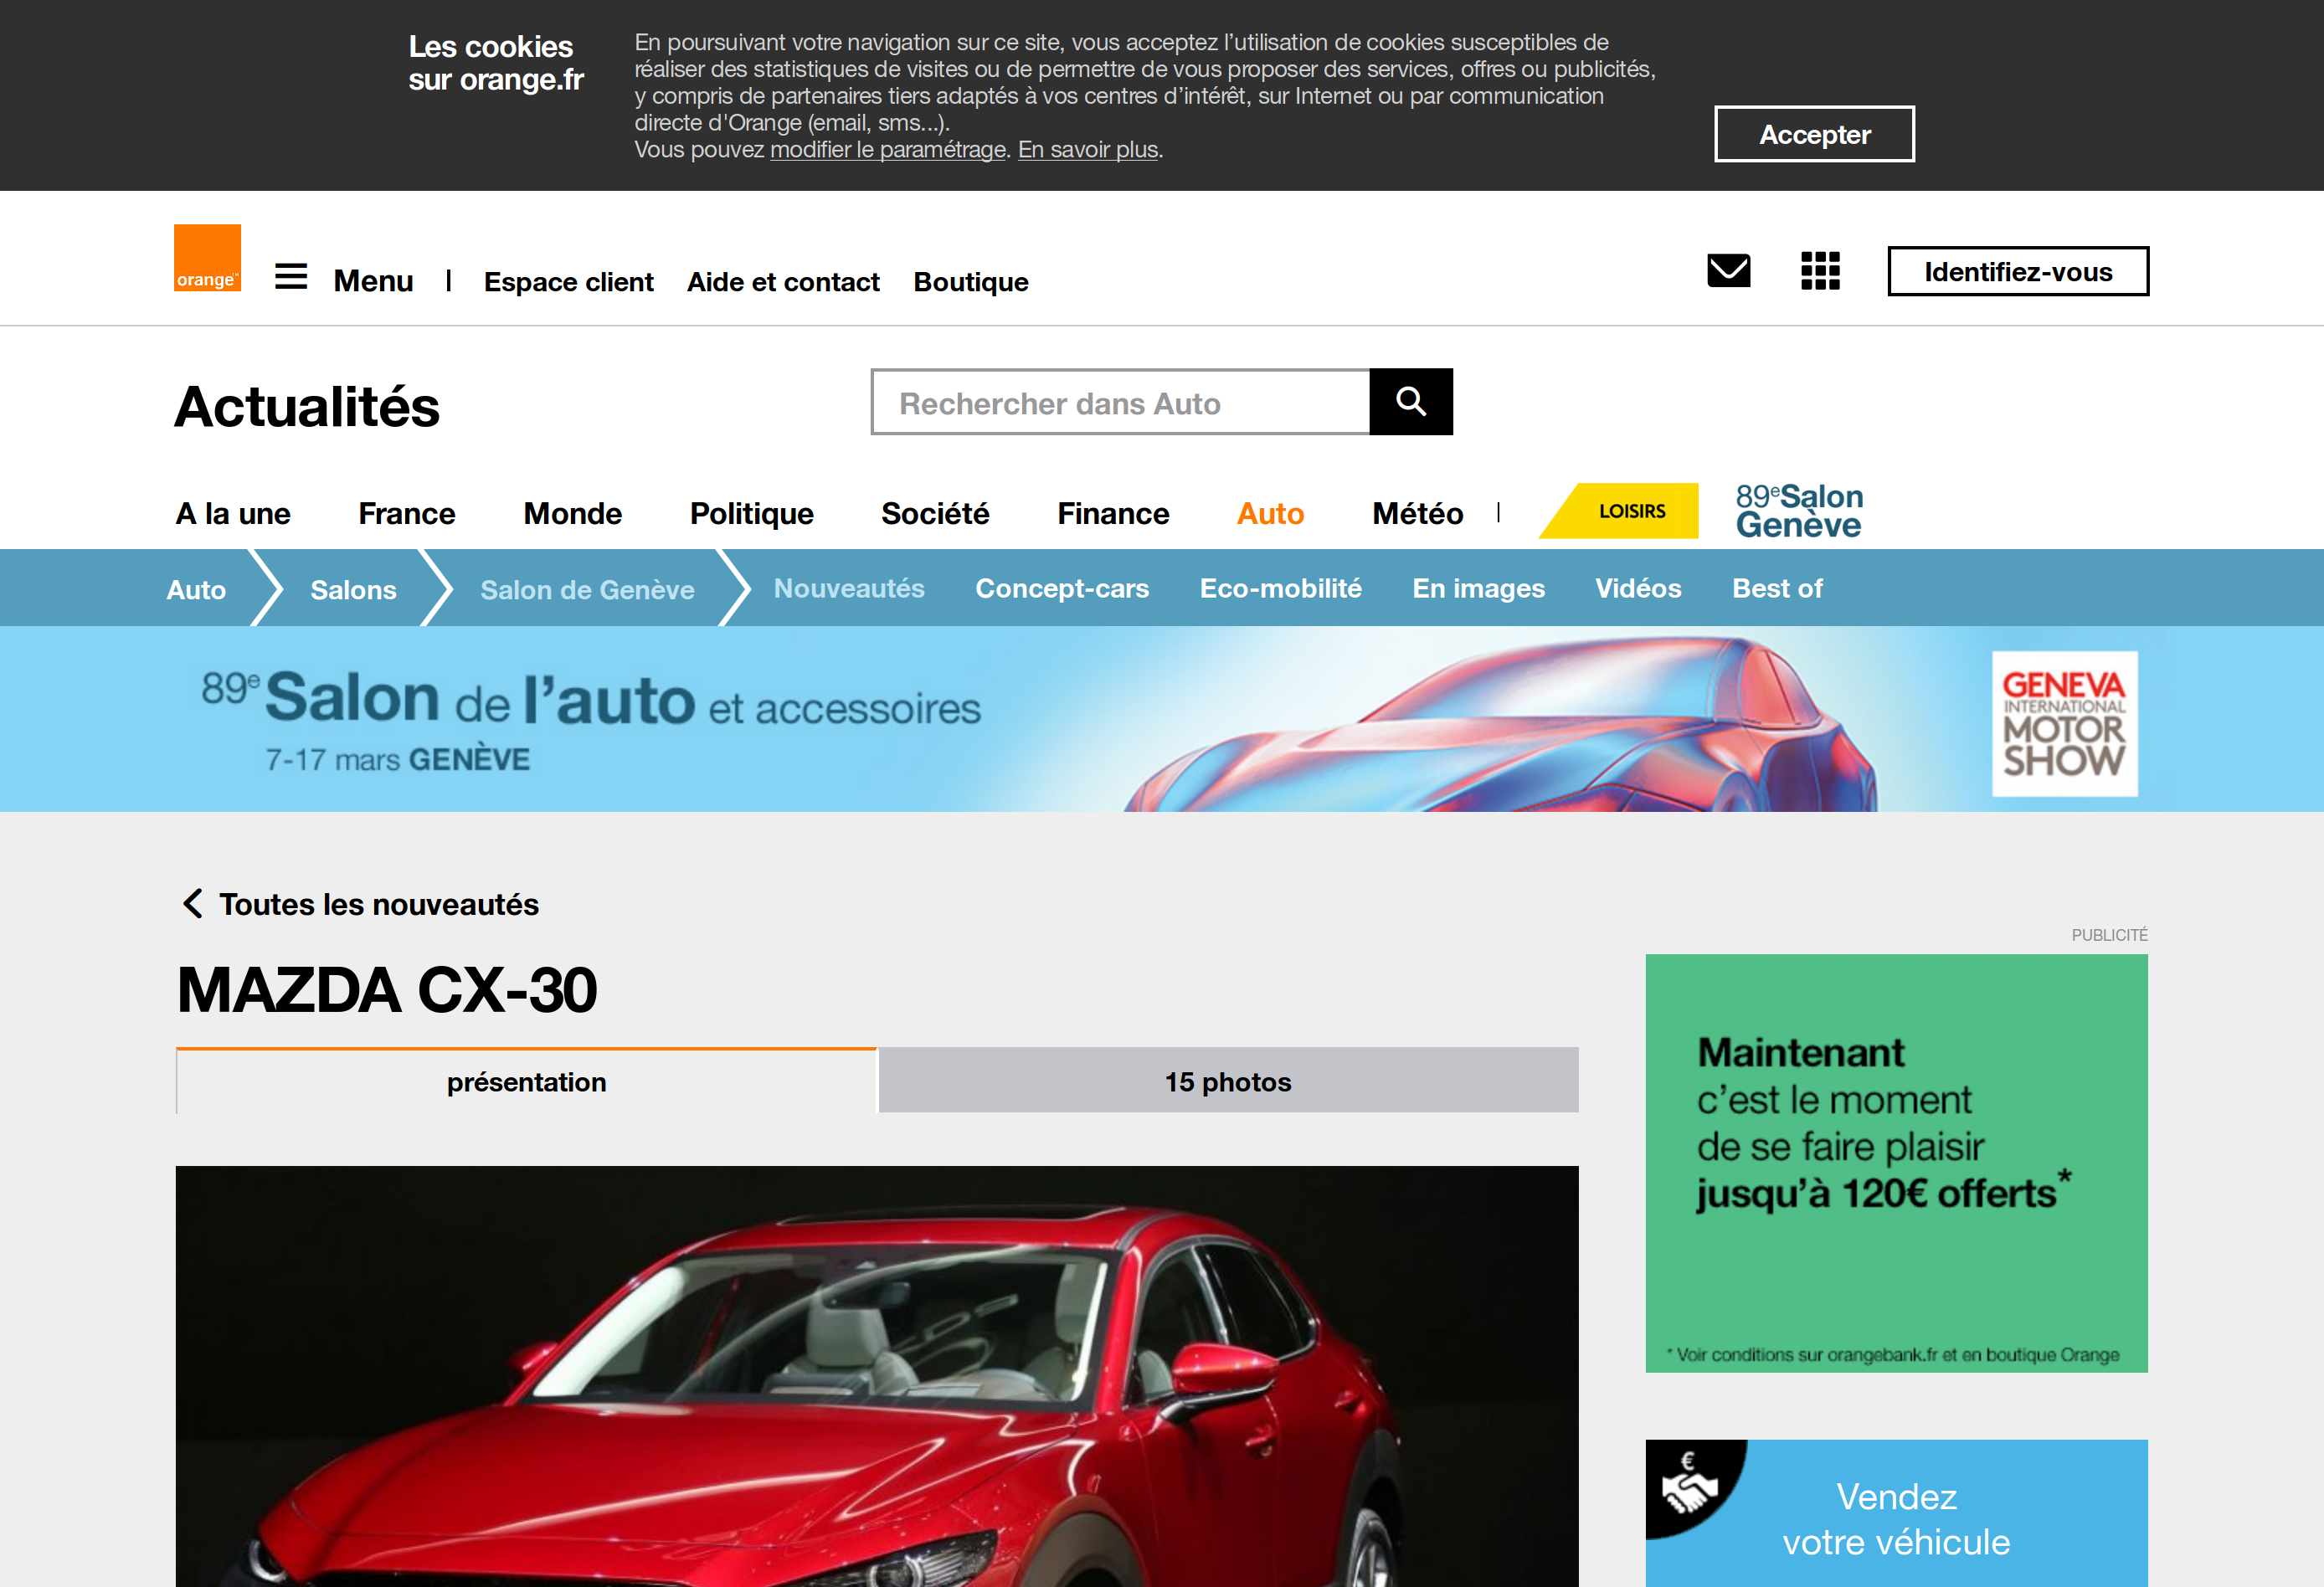 Les cookies
sur orange.fr
En poursuivant votre navigation sur ce site, vous acceptez l’utilisation de cookies susceptibles de
réaliser des statistiques de visites ou de permettre de vous proposer des services, offres ou publicités,
y compris de partenaires tiers adaptés à vos centres d’intérêt, sur Internet ou par communication
directe d'Orange (email, sms...).
Vous pouvez modifier le paramétrage. En savoir plus.
Accepter
orange™
Menu
Espace client
Aide et contact
Boutique
Identifiez-vous
Actualités
Rechercher dans Auto
A la une
France
Monde
Politique
Société
Finance
Auto
Météo
LOISIRS
89e Salon
Genève
Auto
Salons
Salon de Genève
Nouveautés
Concept-cars
Eco-mobilité
En images
Vidéos
Best of
89e Salon de l’auto et accessoires
7-17 mars GENÈVE
GENEVA
INTERNATIONAL
MOTOR
SHOW
Toutes les nouveautés
PUBLICITÉ
MAZDA CX-30
présentation
15 photos
Maintenant
c’est le moment
de se faire plaisir
jusqu’à 120€ offerts*
* Voir conditions sur orangebank.fr et en boutique Orange
€
Vendez
votre véhicule